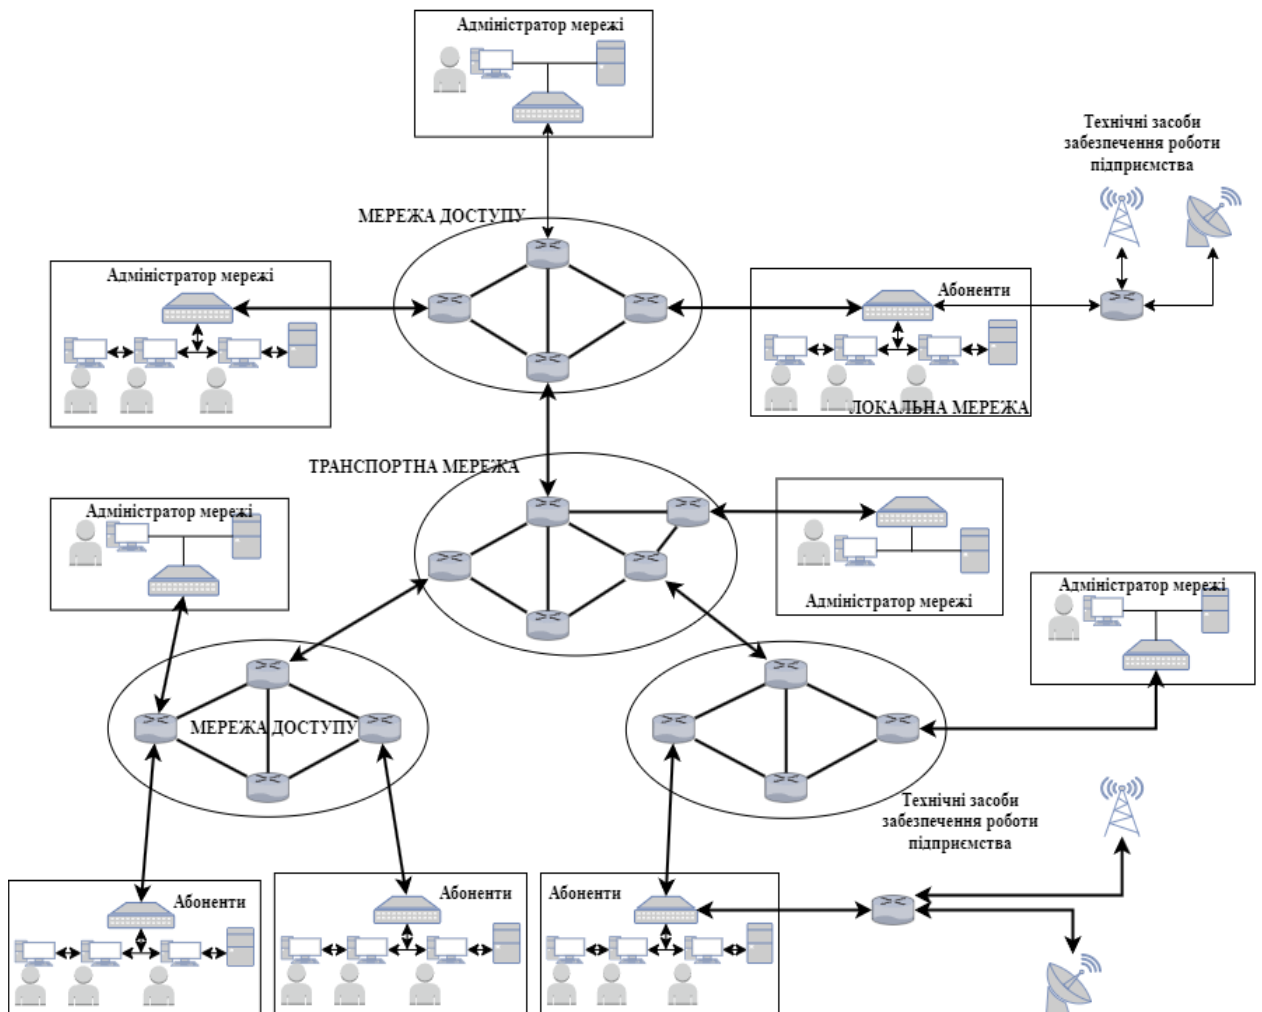 Адміністратор мережі
Технічні засоби
забезпечення роботи
підприємства
МЕРЕЖА ДОСТУПУ
Адміністратор мережі
Абоненти
ЛОКАЛЬНА МЕРЕЖА
ТРАНСПОРТНА МЕРЕЖА
Адміністратор мережі
Адміністратор мережі
Адміністратор мережі
МЕРЕЖА ДОСТУПУ
Технічні засоби
забезпечення роботи
підприємства
Абоненти
Абоненти
Абоненти